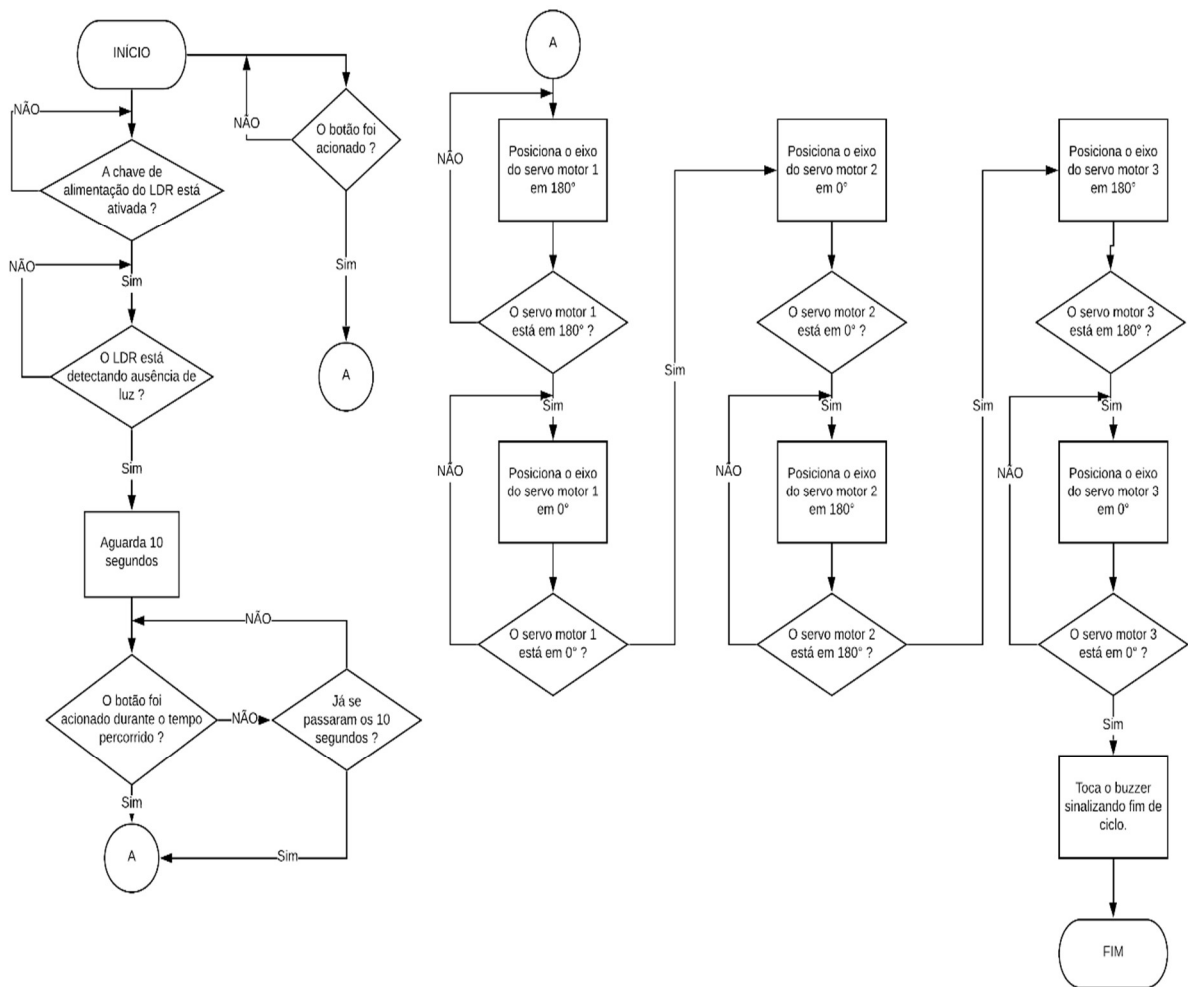 INÍCIO
NÃO
A chave de
alimentação do LDR está
ativada ?
NÃO
Sim
O LDR está
detectando ausência de
luz ?
Sim
Aguarda 10
segundos
NÃO
O botão foi
acionado durante o tempo
percorrido ?
NÃO
Já se
passaram os 10
segundos ?
Sim
A
Sim
NÃO
O botão foi
acionado ?
Sim
A
A
NÃO
Posiciona o eixo
do servo motor 1
em 180°
O servo motor 1
está em 180° ?
Sim
NÃO
Posiciona o eixo
do servo motor 1
em 0°
O servo motor 1
está em 0° ?
Sim
Posiciona o eixo
do servo motor 2
em 0°
O servo motor 2
está em 0° ?
Sim
NÃO
Posiciona o eixo
do servo motor 2
em 180°
O servo motor 2
está em 180° ?
Sim
Posiciona o eixo
do servo motor 3
em 180°
O servo motor 3
está em 180° ?
Sim
NÃO
Posiciona o eixo
do servo motor 3
em 0°
O servo motor 3
está em 0° ?
Sim
Toca o buzzer
sinalizando fim de
ciclo.
FIM